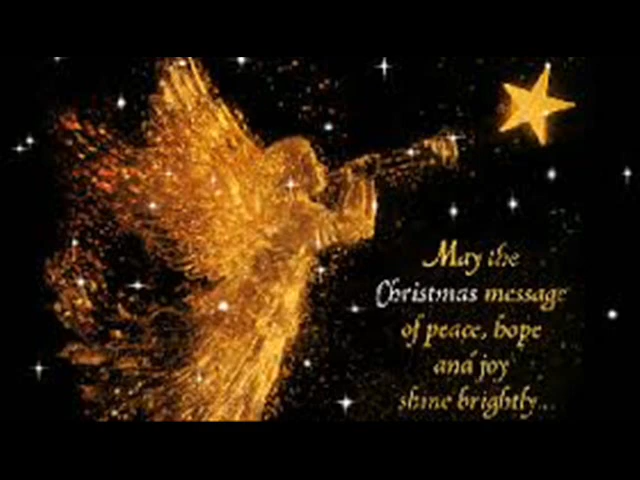 May the
Christmas message
of peace, hope
and joy
shine brightly...